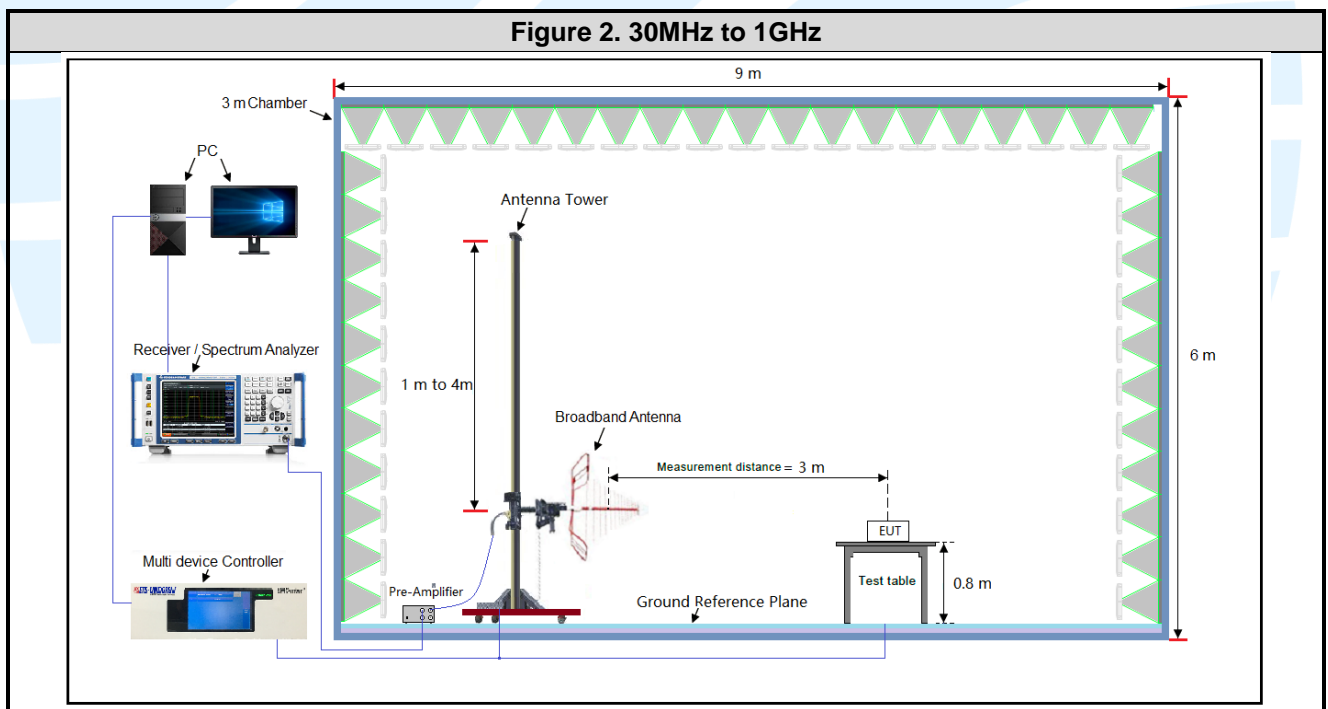 Figure 2. 30MHz to 1GHz
9 m
3 m Chamber
PC
Antenna Tower
Receiver / Spectrum Analyzer
1 m to 4m
6 m
Broadband Antenna
Measurement distance = 3 m
EUT
Multi device Controller
Pre-Amplifier
Test table
0.8 m
Ground Reference Plane